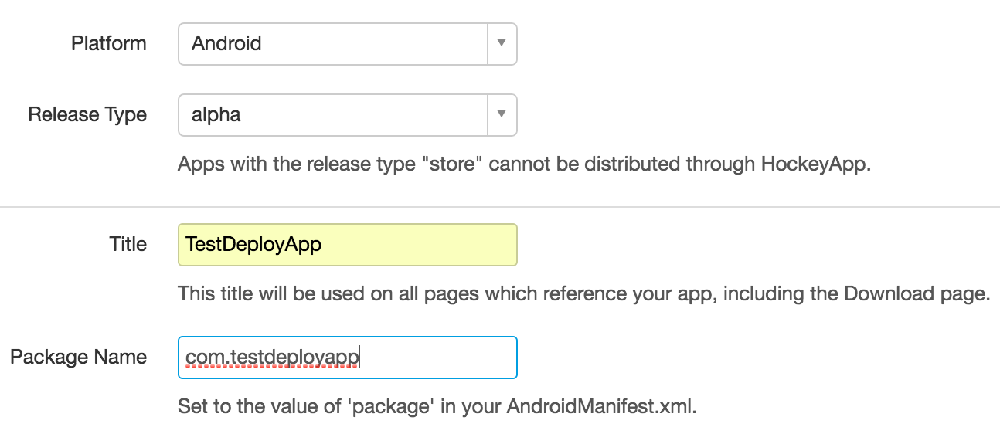 Platform Android
Release Type alpha
Apps with the release type "store" cannot be distributed through HockeyApp.
Title TestDeployApp
This title will be used on all pages which reference your app, including the Download page.
Package Name com.testdeployapp
Set to the value of 'package' in your AndroidManifest.xml.